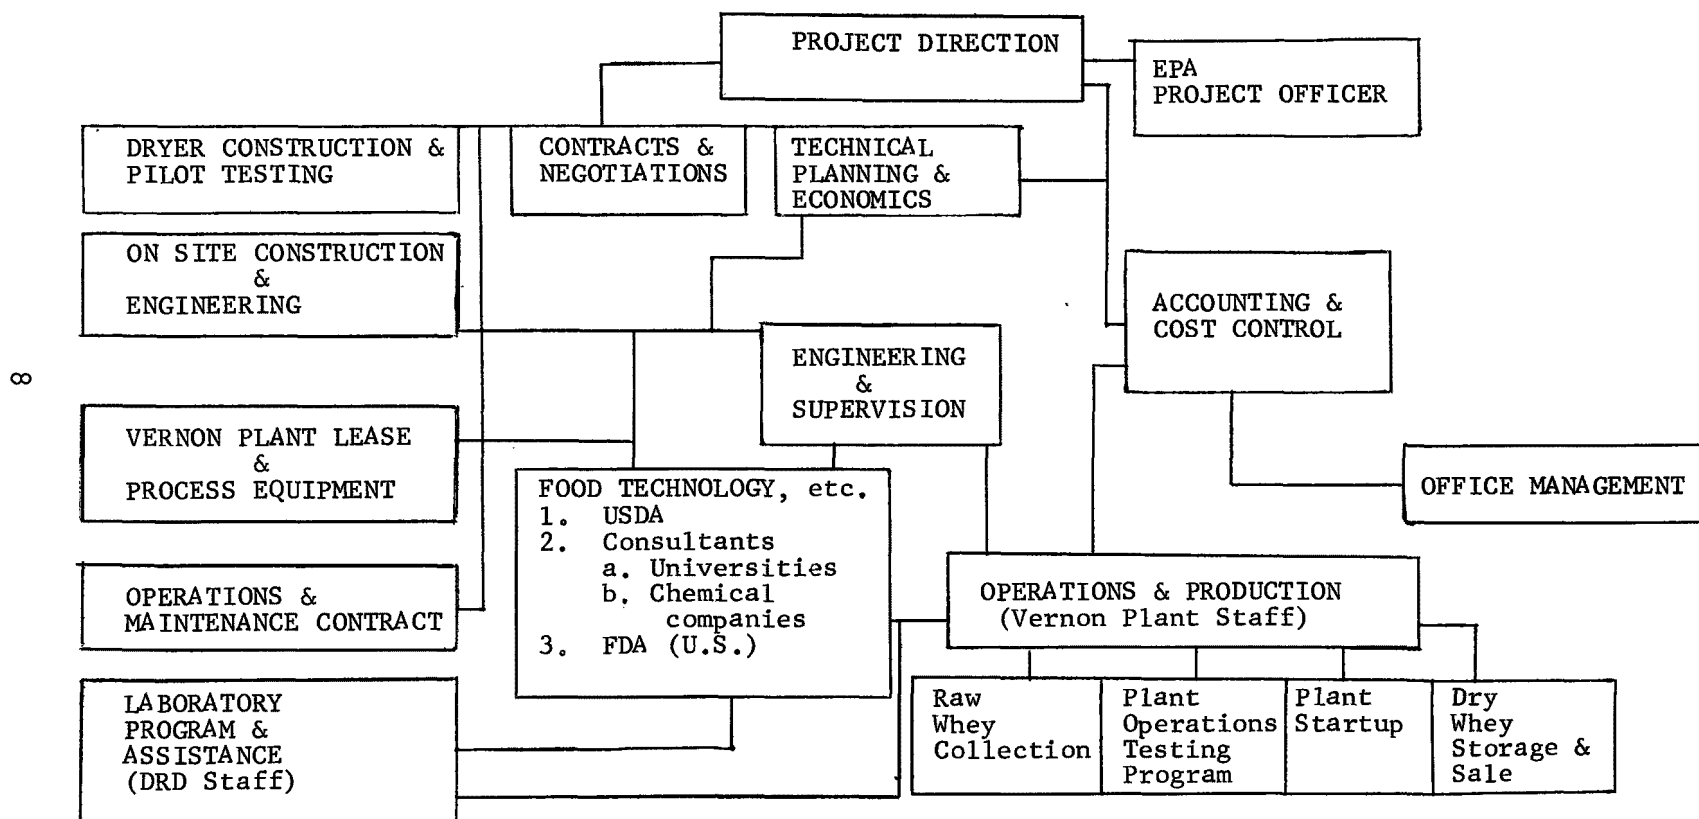 PROJECT DIRECTION
EPA
PROJECT OFFICER
DRYER CONSTRUCTION &
PILOT TESTING
CONTRACTS &
NEGOTIATIONS
TECHNICAL
PLANNING &
ECONOMICS
ON SITE CONSTRUCTION
&
ENGINEERING
ACCOUNTING &
COST CONTROL
ENGINEERING
&
SUPERVISION
8
VERNON PLANT LEASE
&
PROCESS EQUIPMENT
OFFICE MANAGEMENT
FOOD TECHNOLOGY, etc.
1. USDA
2. Consultants
a. Universities
b. Chemical
companies
3. FDA (U.S.)
OPERATIONS &
MAINTENANCE CONTRACT
OPERATIONS & PRODUCTION
(Vernon Plant Staff)
LABORATORY
PROGRAM &
ASSISTANCE
(DRD Staff)
Raw
Whey
Collection
Plant
Operations
Testing
Program
Plant
Startup
Dry
Whey
Storage &
Sale